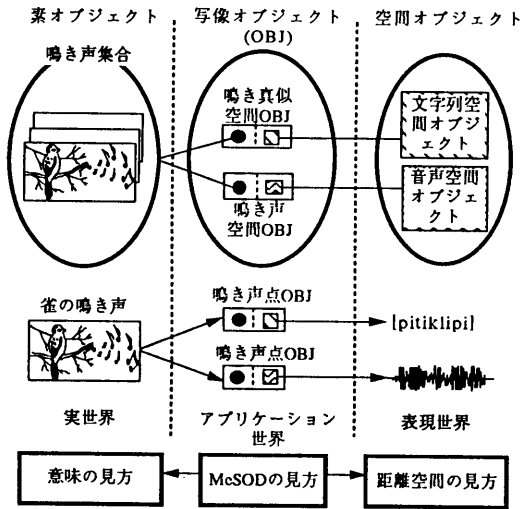 素オブジェクト
写像オブジェクト
(OBJ)
空間オブジェクト
鳴き声集合
鳴き真似
空間OBJ
鳴き声
空間OBJ
文字列空
間オブジ
ェクト
音声空間
オブジェ
クト
雀の鳴き声
鳴き声点OBJ
鳴き声点OBJ
[pitiklipi]
実世界
アプリケーション
世界
表現世界
意味の見方
McSODの見方
距離空間の見方